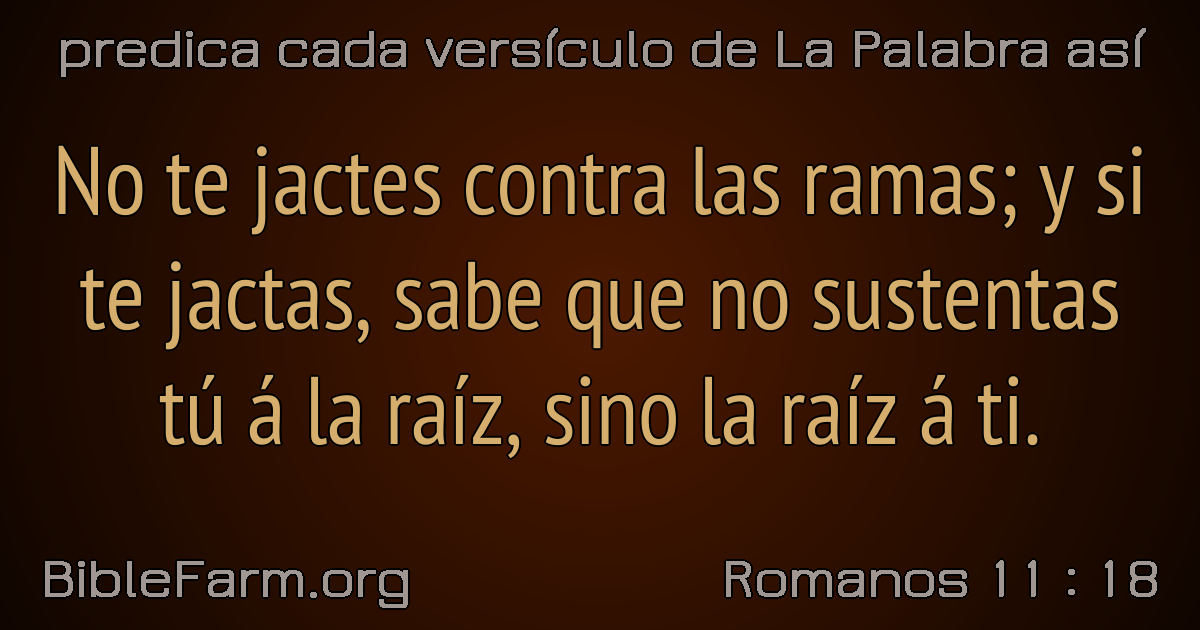 predica cada versículo de La Palabra así
No te jactes contra las ramas; y si
te jactas, sabe que no sustentas
tú á la raíz, sino la raíz á ti.
BibleFarm.org
Romanos 11 : 18